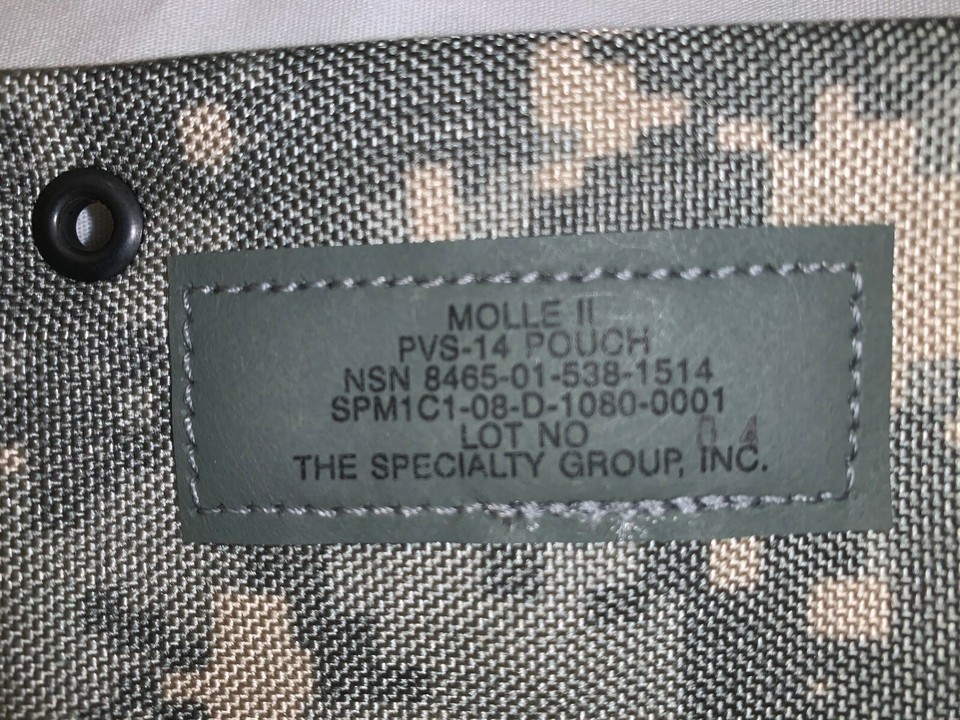 MOLLE II
PVS-14 POUCH
NSN 8465-01-538-1514
SPM1C1-08-D-1080-0001
LOT NO 04
THE SPECIALTY GROUP, INC.